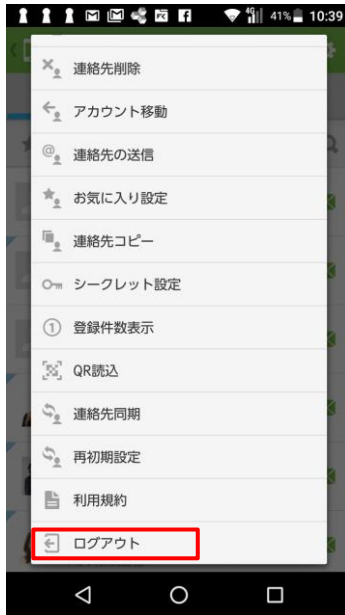 4G 41% 10:39
連絡先削除
アカウント移動
連絡先の送信
お気に入り設定
連絡先コピー
シークレット設定
1 登録件数表示
QR読込
連絡先同期
再初期設定
利用規約
ログアウト